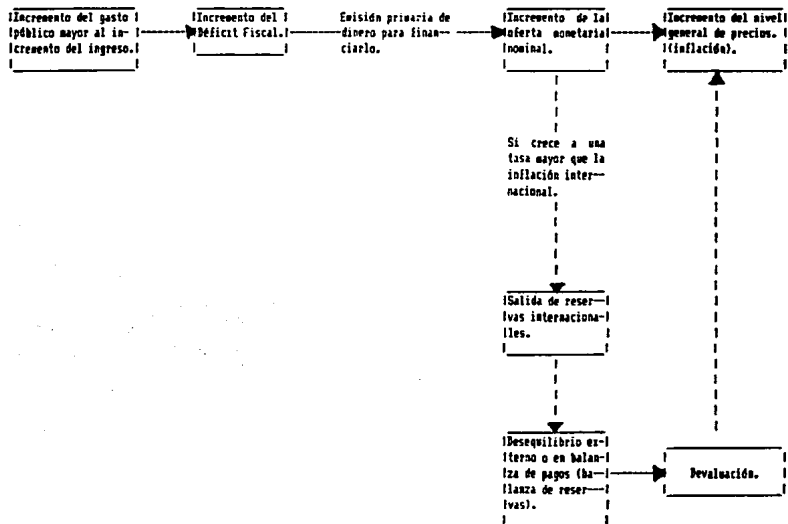 Incremento del gasto
público mayor al in-
cremento del ingreso.
Incremento del
Déficit Fiscal.
Emisión primaria de
dinero para finan-
ciarlo.
Incremento de la
oferta monetaria
nominal.
Incremento del nivel
general de precios.
(inflación).
Si crece a una
tasa mayor que la
inflación inter--
nacional.
Salida de reser--
vas internaciona-
les.
Desequilibrio ex-
terno o en balan-
za de pagos (ba--
lanza de reser--
vas).
Devaluación.